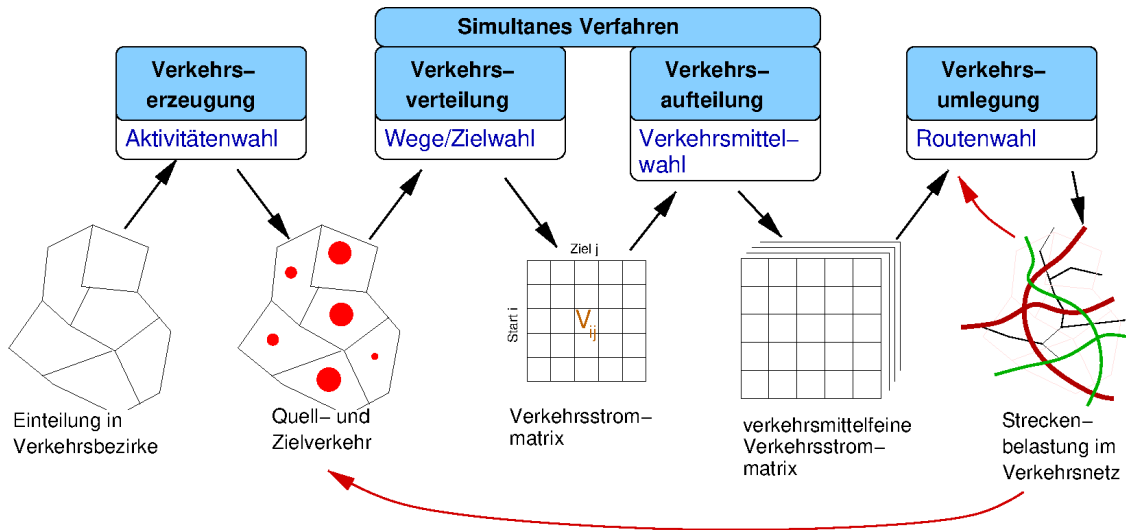 Simultanes Verfahren
Verkehrs–
erzeugung
Aktivitätenwahl
Verkehrs–
verteilung
Wege/Zielwahl
Verkehrs–
aufteilung
Verkehrsmittel–
wahl
Verkehrs–
umlegung
Routenwahl
Ziel j
Start i
V_ij
Einteilung in
Verkehrsbezirke
Quell– und
Zielverkehr
Verkehrsstrom–
matrix
verkehrsmittelfeine
Verkehrsstrom–
matrix
Strecken–
belastung im
Verkehrsnetz